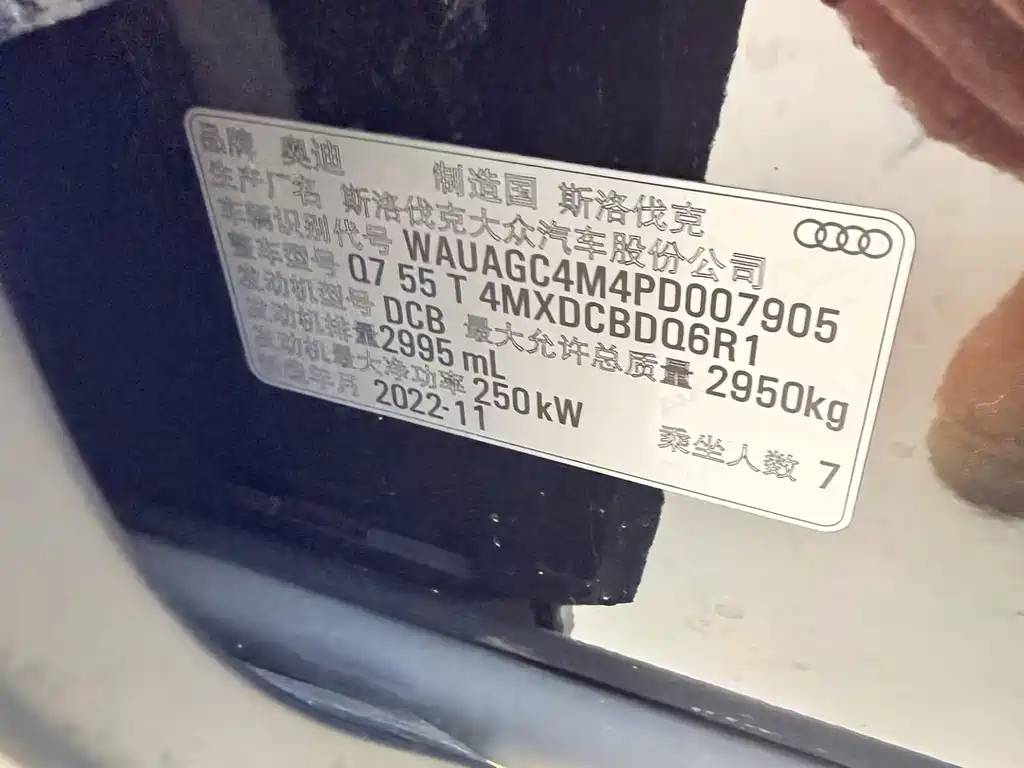 品牌 奥迪 制造国 斯洛伐克
生产厂名 斯洛伐克大众汽车股份公司
车辆识别代号 WAUAGC4M4PD007905
整车型号 Q7 55 T 4MXDCBDQ6R1
发动机型号 DCB 最大允许总质量 2950kg
发动机排量 2995 mL
发动机最大净功率 250 kW 乘坐人数 7
制造年月 2022-11